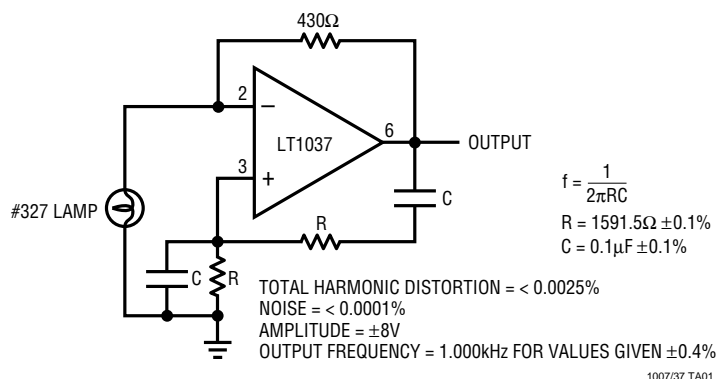 430Ω
2
−
LT1037
6
OUTPUT
3
+
C
#327 LAMP
R
C
R
f = 1/2πRC
R = 1591.5Ω ±0.1%
C = 0.1µF ±0.1%
TOTAL HARMONIC DISTORTION = < 0.0025%
NOISE = < 0.0001%
AMPLITUDE = ±8V
OUTPUT FREQUENCY = 1.000kHz FOR VALUES GIVEN ±0.4%
1007/37 TA01